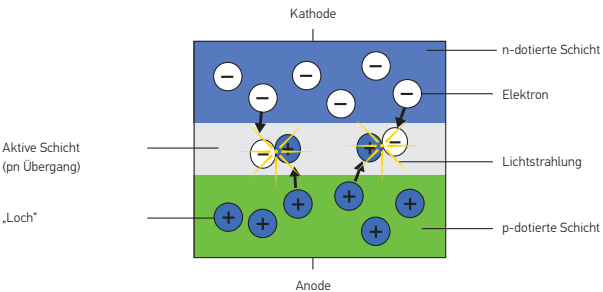 Kathode
n-dotierte Schicht
Elektron
Aktive Schicht
(pn Übergang)
Lichtstrahlung
„Loch“
p-dotierte Schicht
Anode